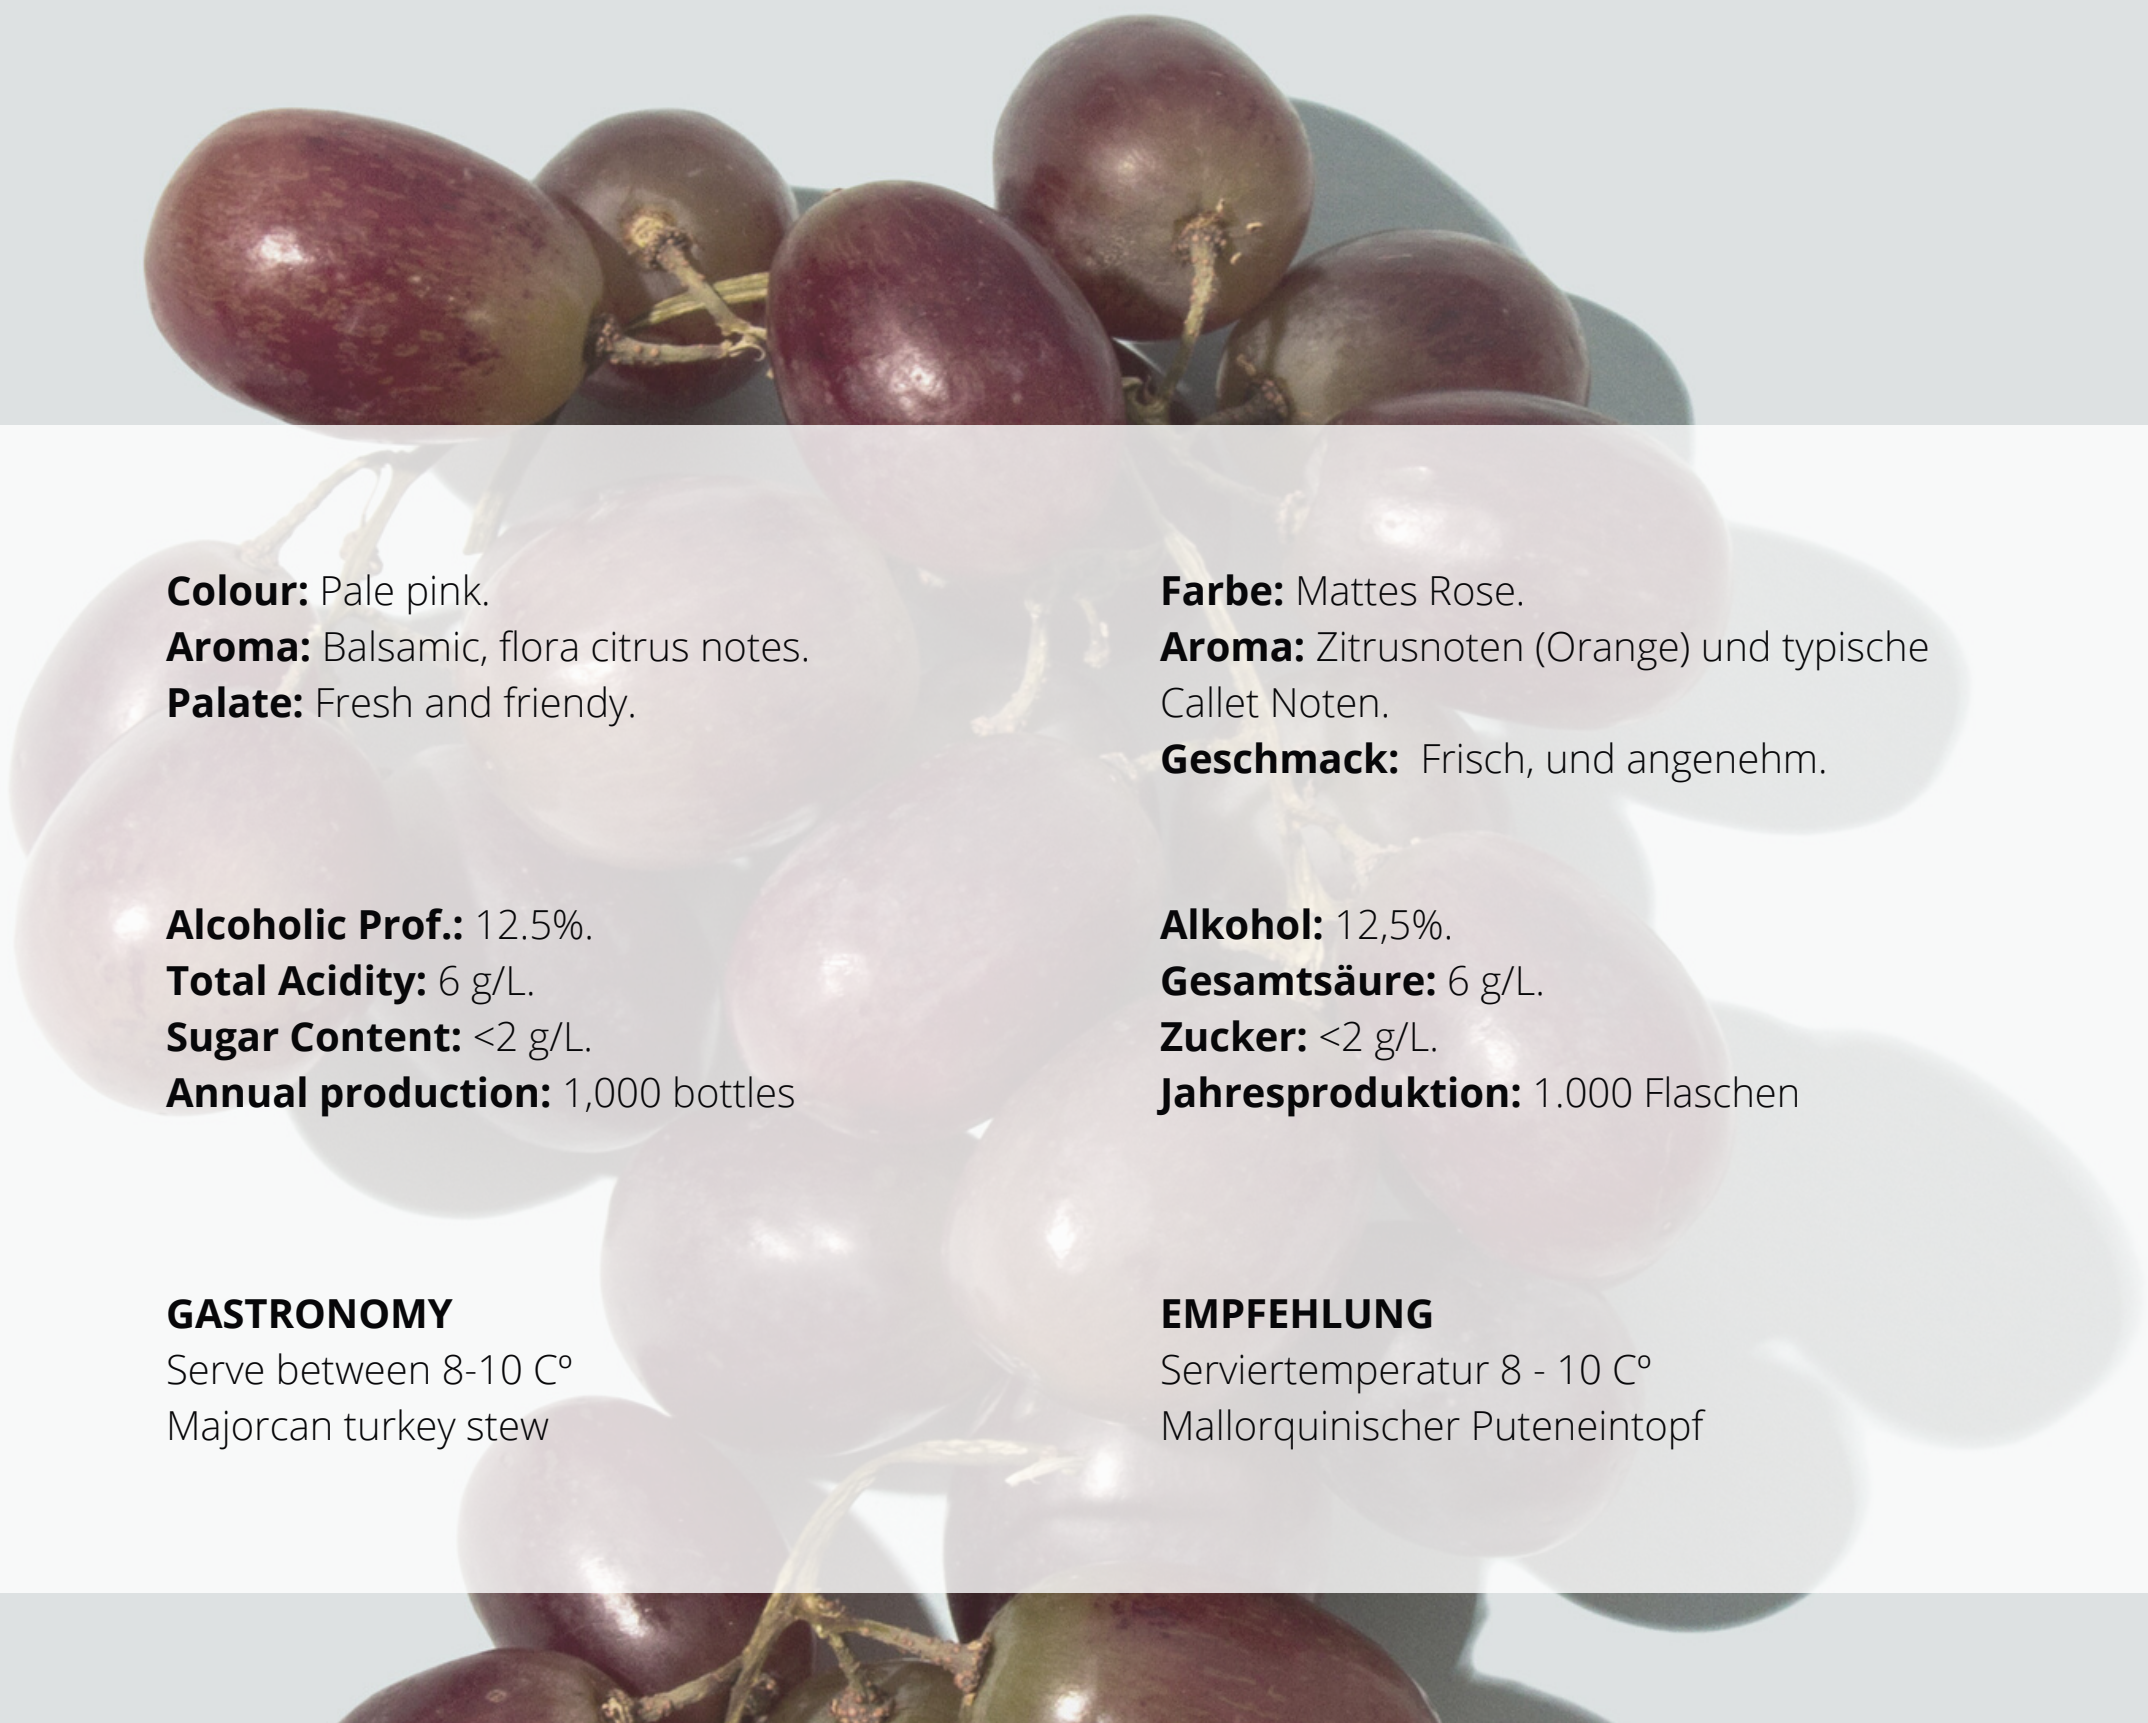 Colour: Pale pink.
Aroma: Balsamic, flora citrus notes.
Palate: Fresh and friendy.
Alcoholic Prof.: 12.5%.
Total Acidity: 6 g/L.
Sugar Content: <2 g/L.
Annual production: 1,000 bottles
GASTRONOMY
Serve between 8-10 Cº
Majorcan turkey stew
Farbe: Mattes Rose.
Aroma: Zitrusnoten (Orange) und typische
Callet Noten.
Geschmack:  Frisch, und angenehm.
Alkohol: 12,5%.
Gesamtsäure: 6 g/L.
Zucker: <2 g/L.
Jahresproduktion: 1.000 Flaschen
EMPFEHLUNG
Serviertemperatur 8 - 10 Cº
Mallorquinischer Puteneintopf